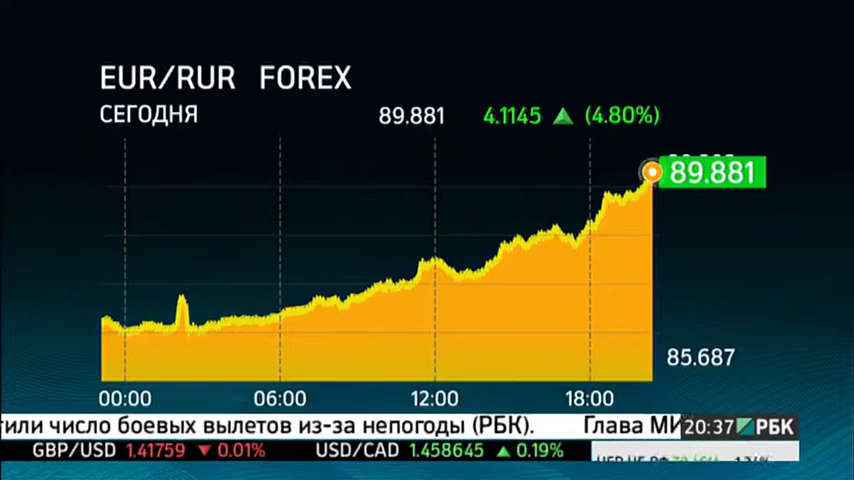 EUR/RUR FOREX
СЕГОДНЯ 89.881 4.1145 ▲ (4.80%)
89.881
85.687
00:00 06:00 12:00 18:00
тили число боевых вылетов из-за непогоды (РБК). Глава МИ 20:37 РБК
GBP/USD 1.41759 ▼ 0.01% USD/CAD 1.458645 ▲ 0.19%